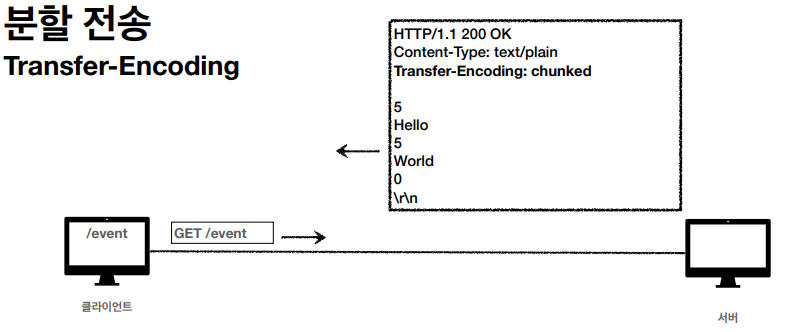 분할 전송
Transfer-Encoding
HTTP/1.1 200 OK
Content-Type: text/plain
Transfer-Encoding: chunked
5
Hello
5
World
0
\r\n
/event
GET /event
클라이언트
서버